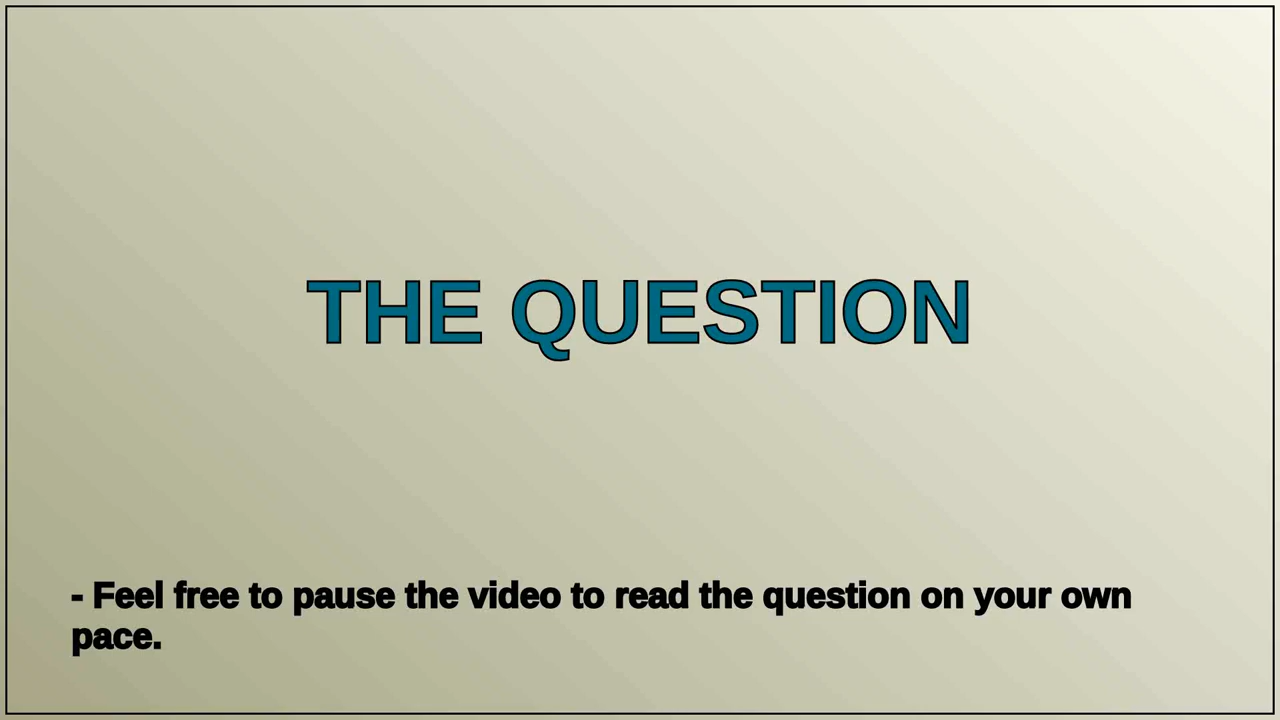 THE QUESTION
- Feel free to pause the video to read the question on your own
pace.